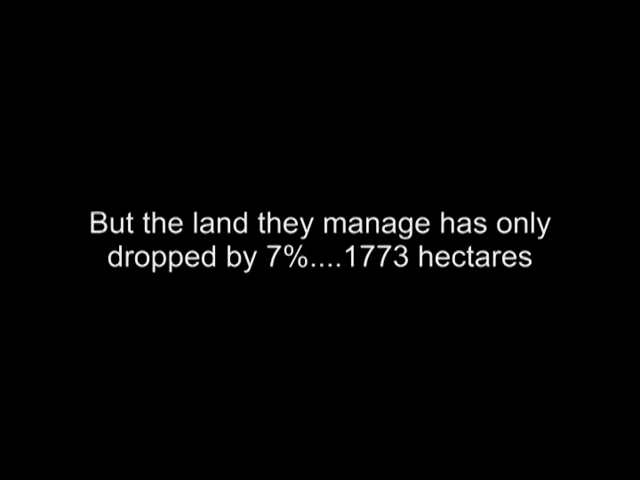 But the land they manage has only
dropped by 7%....1773 hectares